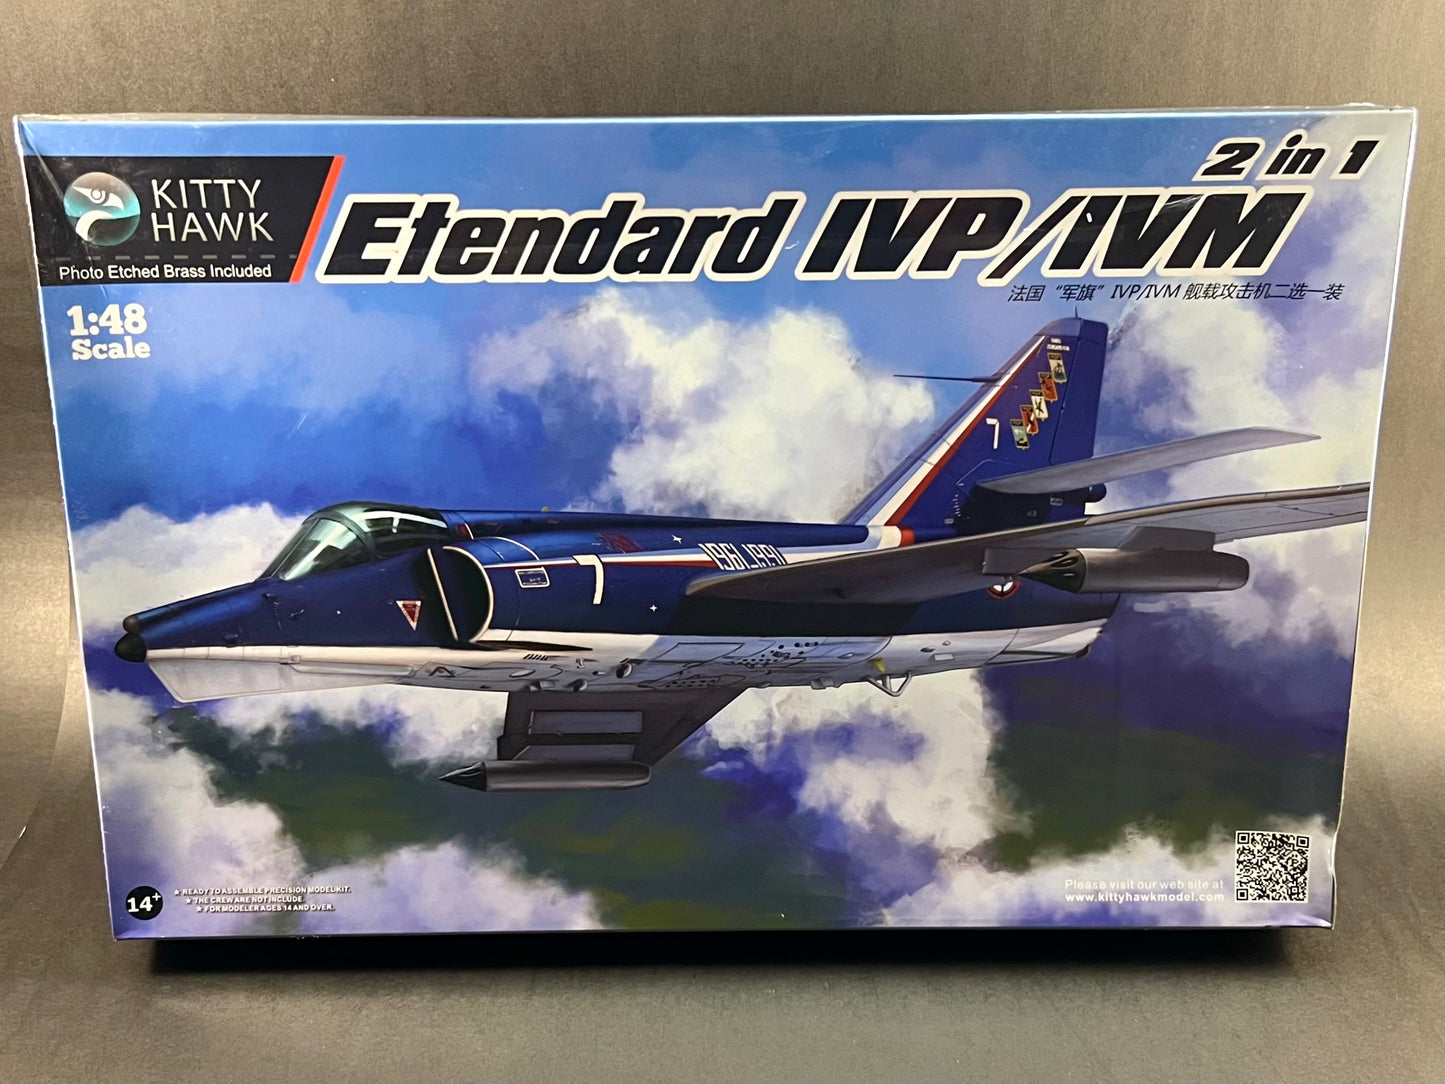 KITTY
HAWK
Photo Etched Brass Included
2 in 1
Etendard IVP/IVM
法国“军旗”IVP/IVM 舰载攻击机二选一装
1:48
Scale
7
7
1961_1991
14+
★ READY TO ASSEMBLE PRECISION MODEL KIT.
★ THE CREW ARE NOT INCLUDE.
★ FOR MODELER AGES 14 AND OVER.
Please visit our web site at
www.kittyhawkmodel.com